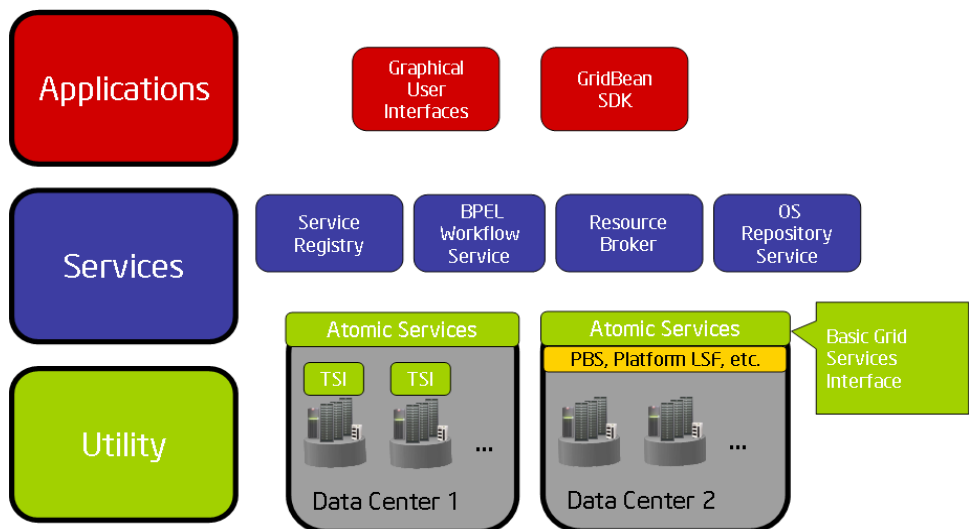 Applications
Graphical
User
Interfaces
GridBean
SDK
Services
Service
Registry
BPEL
Workflow
Service
Resource
Broker
OS
Repository
Service
Utility
Atomic Services
TSI
TSI
...
Data Center 1
Atomic Services
PBS, Platform LSF, etc.
...
Data Center 2
Basic Grid
Services
Interface